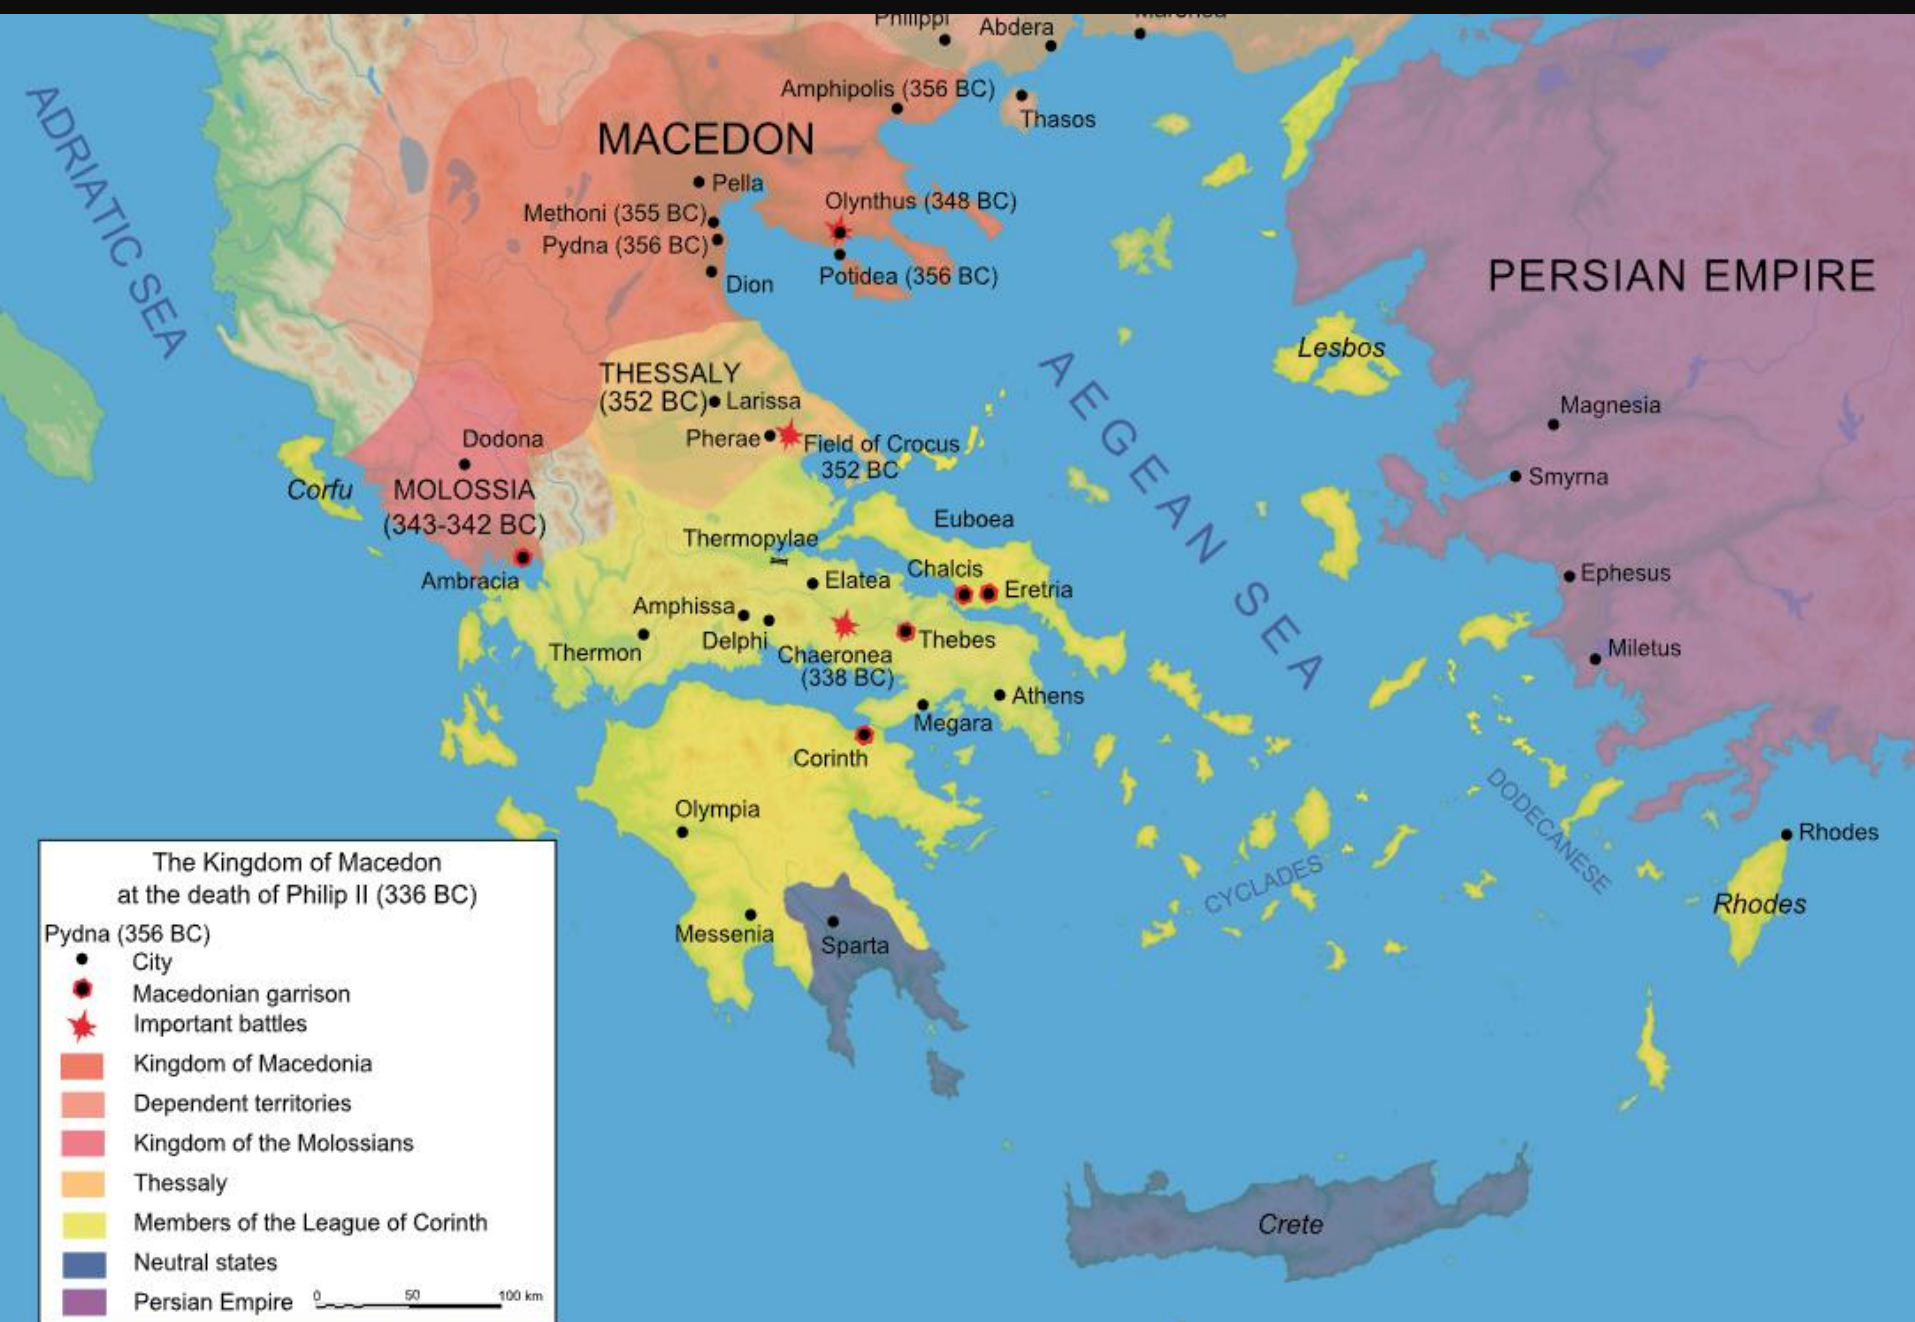 Philippi
Abdera
Maronea
ADRIATIC SEA
Amphipolis (356 BC)
Thasos
MACEDON
Pella
Olynthus (348 BC)
Methoni (355 BC)
Pydna (356 BC)
Potidea (356 BC)
Dion
PERSIAN EMPIRE
Lesbos
AEGEAN SEA
THESSALY
(352 BC)
Larissa
Pherae
Field of Crocus
352 BC
Magnesia
Dodona
Smyrna
Corfu
MOLOSSIA
(343-342 BC)
Euboea
Thermopylae
Chalcis
Eretria
Elatea
Ambracia
Ephesus
Amphissa
Delphi
Thebes
Thermon
Chaeronea
(338 BC)
Miletus
Athens
Megara
Corinth
Olympia
DODECANESE
CYCLADES
Rhodes
Rhodes
Messenia
Sparta
Crete
The Kingdom of Macedon
at the death of Philip II (336 BC)
Pydna (356 BC)
City
Macedonian garrison
Important battles
Kingdom of Macedonia
Dependent territories
Kingdom of the Molossians
Thessaly
Members of the League of Corinth
Neutral states
Persian Empire
0 50 100 km